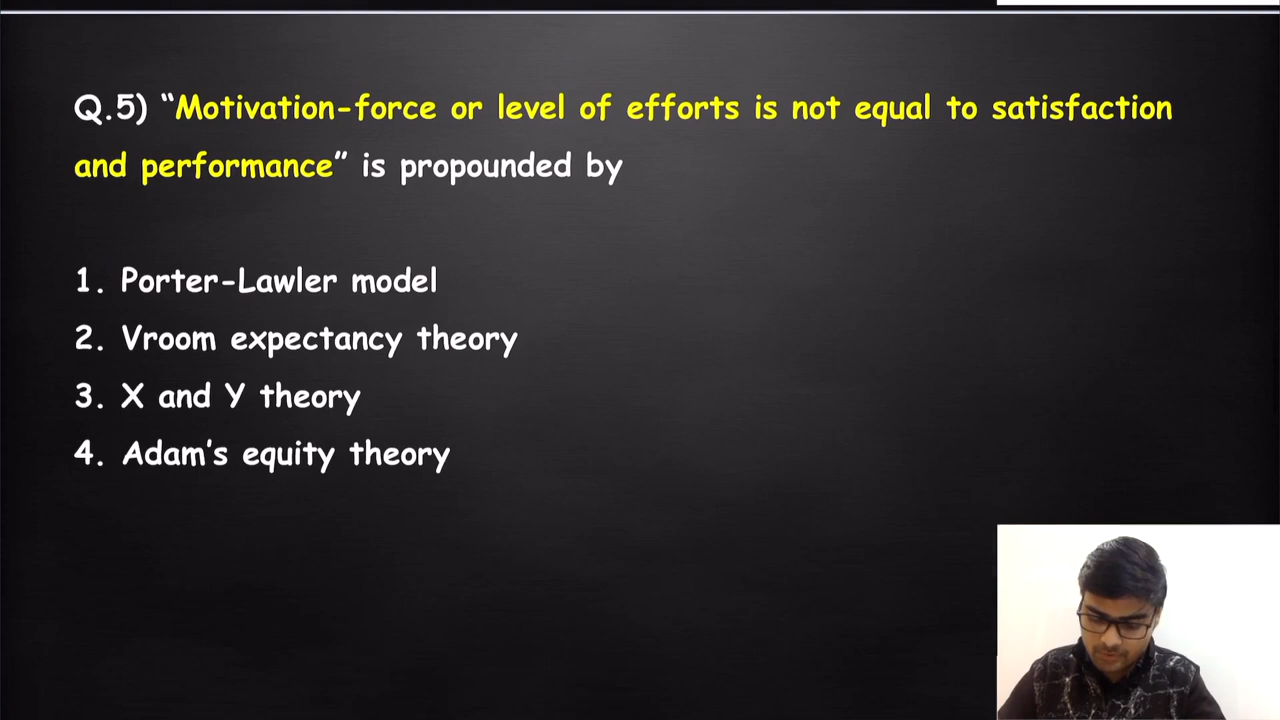 Q.5) “Motivation-force or level of efforts is not equal to satisfaction
and performance” is propounded by
1. Porter-Lawler model
2. Vroom expectancy theory
3. X and Y theory
4. Adam’s equity theory